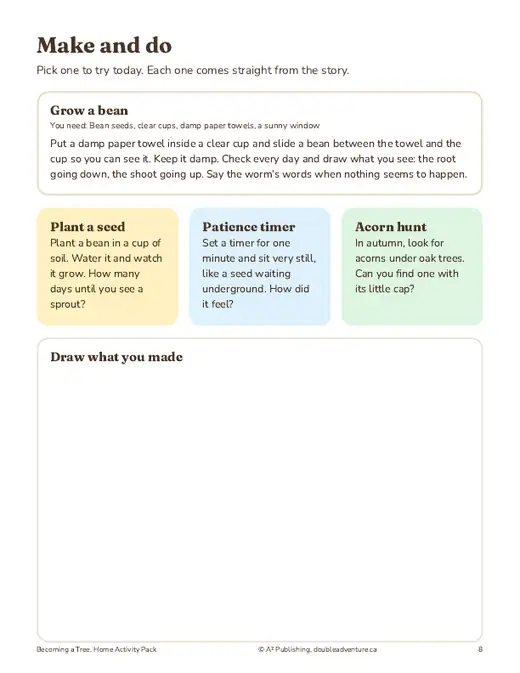 Make and do
Pick one to try today. Each one comes straight from the story.
Grow a bean
You need: Bean seeds, clear cups, damp paper towels, a sunny window
Put a damp paper towel inside a clear cup and slide a bean between the towel and the
cup so you can see it. Keep it damp. Check every day and draw what you see: the root
going down, the shoot going up. Say the worm's words when nothing seems to happen.
Plant a seed
Plant a bean in a cup of
soil. Water it and watch
it grow. How many
days until you see a
sprout?
Patience timer
Set a timer for one
minute and sit very still,
like a seed waiting
underground. How did
it feel?
Acorn hunt
In autumn, look for
acorns under oak trees.
Can you find one with
its little cap?
Draw what you made
Becoming a Tree. Home Activity Pack
© A² Publishing, doubleadventure.ca
8